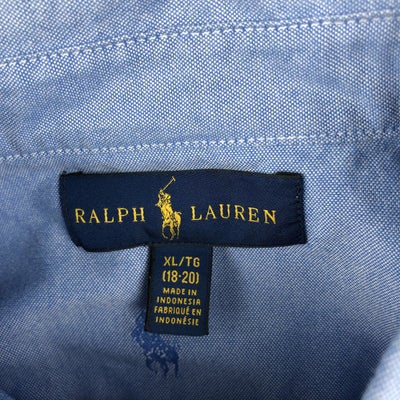 RALPH LAUREN
XL/TG
(18-20)
MADE IN
INDONESIA
FABRIQUÉ EN
INDONÉSIE